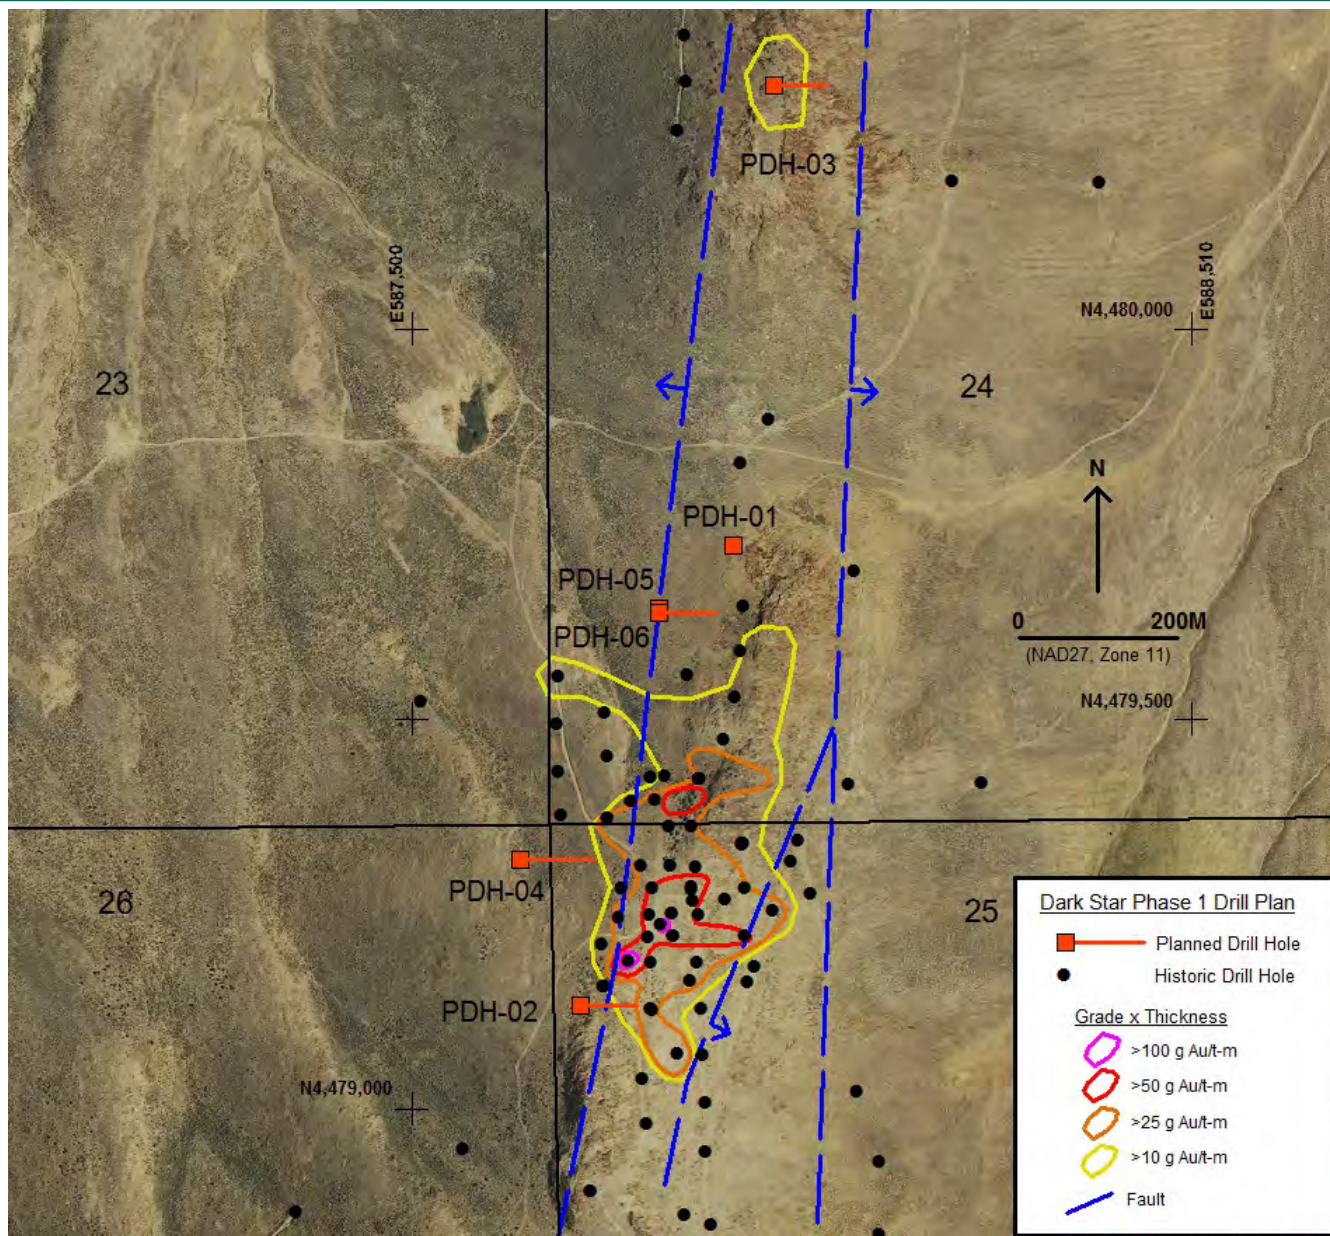 PDH-03
E587,500
E588,510
N4,480,000
23
24
N
PDH-01
PDH-05
PDH-06
0 200M
(NAD27, Zone 11)
N4,479,500
PDH-04
26
25
PDH-02
N4,479,000
Dark Star Phase 1 Drill Plan
Planned Drill Hole
Historic Drill Hole
Grade x Thickness
>100 g Au/t-m
>50 g Au/t-m
>25 g Au/t-m
>10 g Au/t-m
Fault